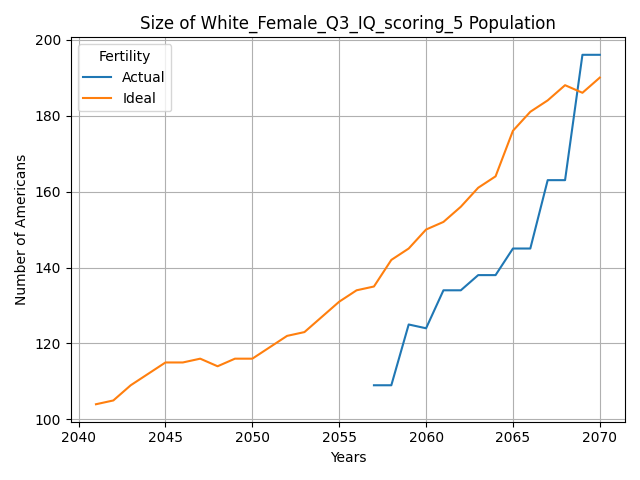 Size of White_Female_Q3_IQ_scoring_5 Population
Fertility
Actual
Ideal
Number of Americans
200
180
160
140
120
100
2040 2045 2050 2055 2060 2065 2070
Years